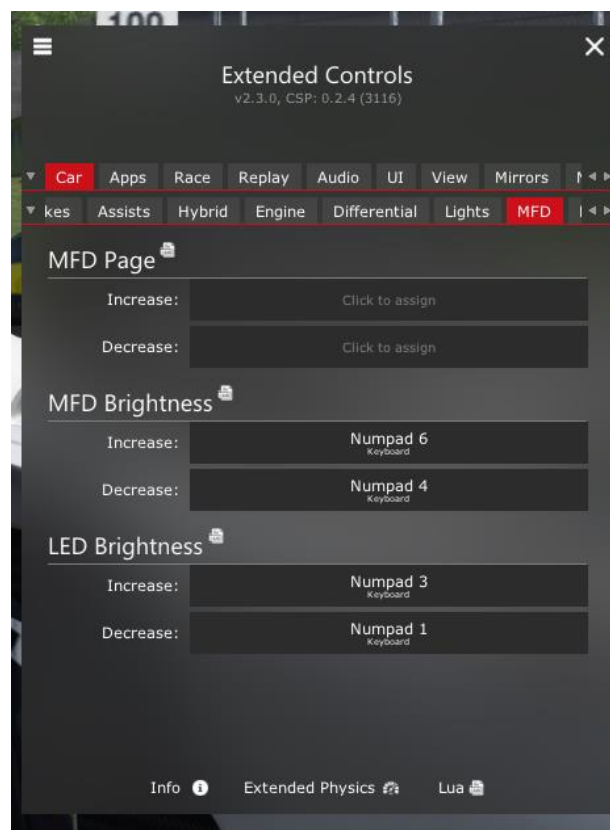 100
Extended Controls
v2.3.0, CSP: 0.2.4 (3116)
Car Apps Race Replay Audio UI View Mirrors
kes Assists Hybrid Engine Differential Lights MFD
MFD Page
Increase: Click to assign
Decrease: Click to assign
MFD Brightness
Increase: Numpad 6
Keyboard
Decrease: Numpad 4
Keyboard
LED Brightness
Increase: Numpad 3
Keyboard
Decrease: Numpad 1
Keyboard
Info Extended Physics Lua